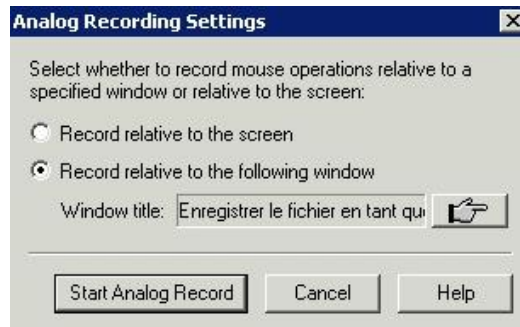 Analog Recording Settings
Select whether to record mouse operations relative to a
specified window or relative to the screen:
Record relative to the screen
Record relative to the following window
Window title: Enregistrer le fichier en tant que
Start Analog Record Cancel Help